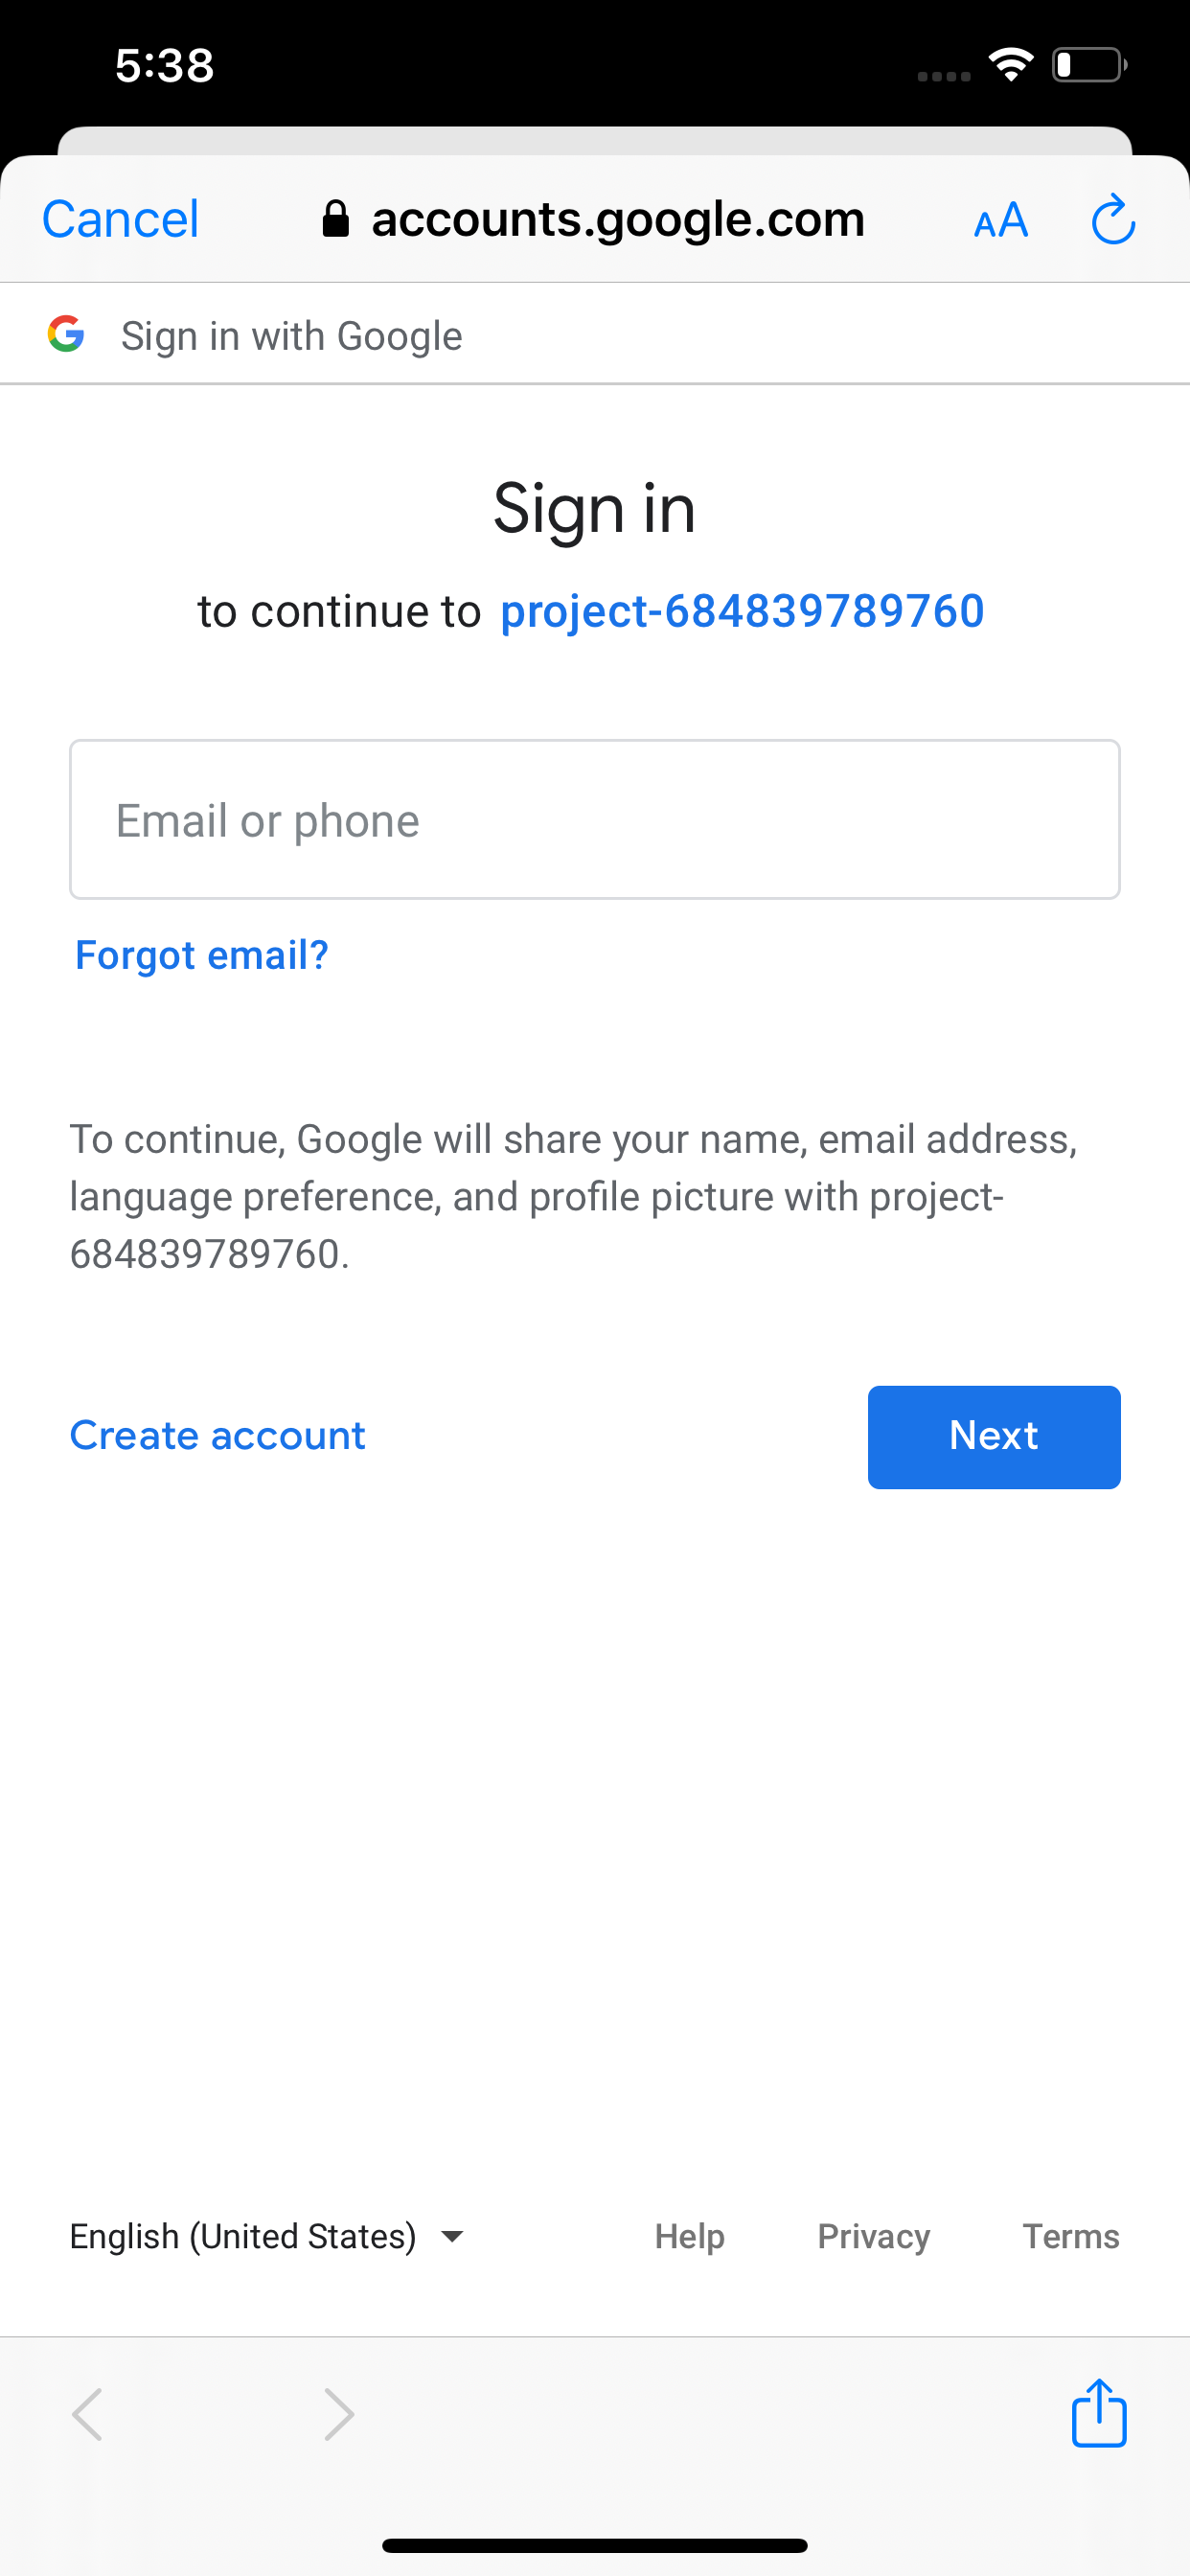 5:38
Cancel accounts.google.com AA
Sign in with Google
Sign in
to continue to project-684839789760
Email or phone
Forgot email?
To continue, Google will share your name, email address,
language preference, and profile picture with project-
684839789760.
Create account Next
English (United States) Help Privacy Terms